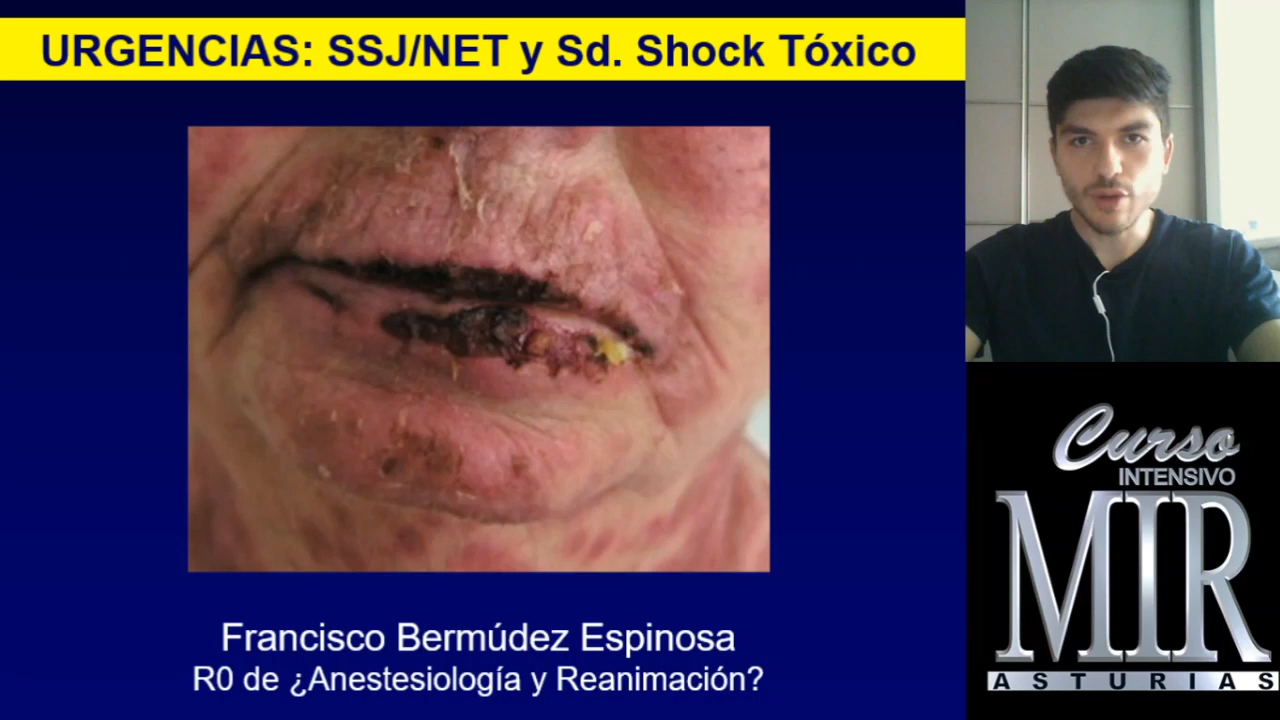 URGENCIAS: SSJ/NET y Sd. Shock Tóxico
Francisco Bermúdez Espinosa
R0 de ¿Anestesiología y Reanimación?
Curso
INTENSIVO
MIR
ASTURIAS